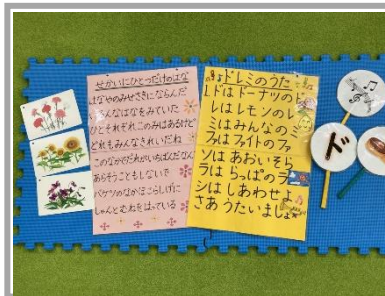 せかいにひとつだけのはな
はなやのみせさきにならんだ
いろんなはなをみていた
ひとそれぞれこのみはあるけど
どれもみんなきれいだね
このなかでだれがいちばんだなんて
あらそうこともしないで
バケツのなかほこらしげに
しゃんとむねをはっている
ドレミのうた
ドはドーナツのド
レはレモンのレ
ミはみんなのミ
ファはファイトのファ
ソはあおいそら
ラはらっぱのラ
シはしあわせよ
さあうたいましょ
ド